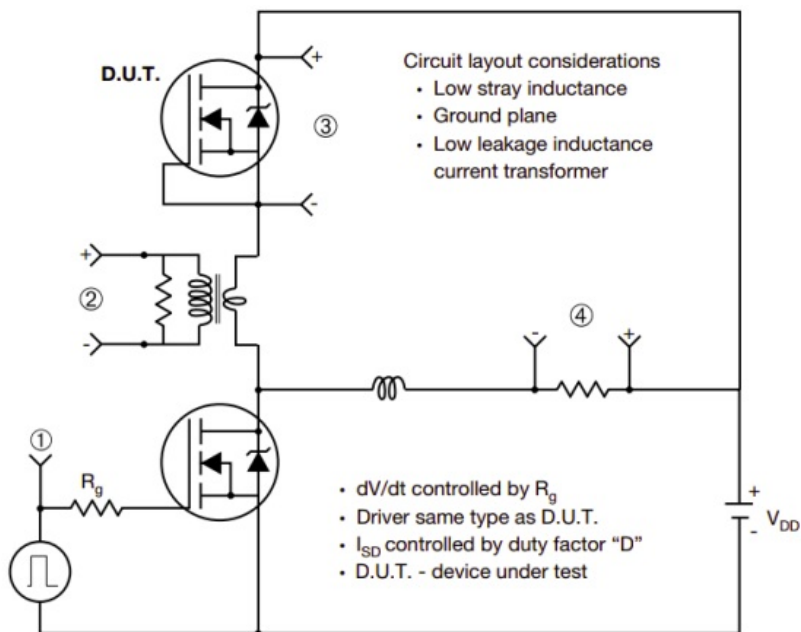 D.U.T.
+
③
-
Circuit layout considerations
• Low stray inductance
• Ground plane
• Low leakage inductance
current transformer
+
②
-
-
④
+
①
Rg
• dV/dt controlled by Rg
• Driver same type as D.U.T.
• ISD controlled by duty factor “D”
• D.U.T. - device under test
+
-
VDD